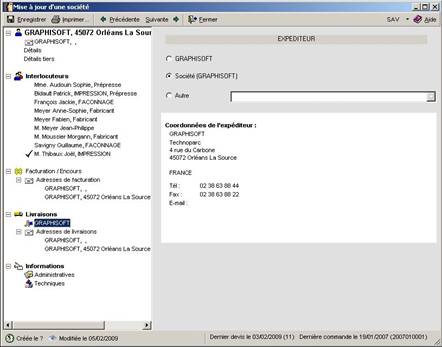 Mise à jour d'une société
Enregistrer Imprimer... Précédente Suivante Fermer SAV Aide
GRAPHISOFT, 45072 Orléans La Sour
GRAPHISOFT, , 
Détails
Détails tiers
Interlocuteurs
Mme. Audouin Sophie, Prépresse
Bidault Patrick, IMPRESSION, Prépresse
François Jackie, FACONNAGE
Meyer Anne-Sophie, Fabricant
Meyer Fabien, Fabricant
M. Meyer Jean-Philippe
M. Moussier Morgann, Fabricant
Savigny Guillaume, FACONNAGE
M. Thibaux Joël, IMPRESSION
Facturation / Encours
Adresses de facturation
GRAPHISOFT, , 
GRAPHISOFT, 45072 Orléans La Source
Livraisons
GRAPHISOFT
Adresses de livraisons
GRAPHISOFT, , 
GRAPHISOFT, 45072 Orléans La Source
Informations
Administratives
Techniques
EXPEDITEUR
GRAPHISOFT
Société (GRAPHISOFT)
Autre
Coordonnées de l'expéditeur :
GRAPHISOFT
Technoparc
4 rue du Carbone
45072 Orléans La Source
FRANCE
Tél : 02 38 63 88 44
Fax : 02 38 63 88 22
E-mail :
Créée le ? Modifiée le 05/02/2009 Dernier devis le 03/02/2009 (11) Dernière commande le 19/01/2007 (2007010001)